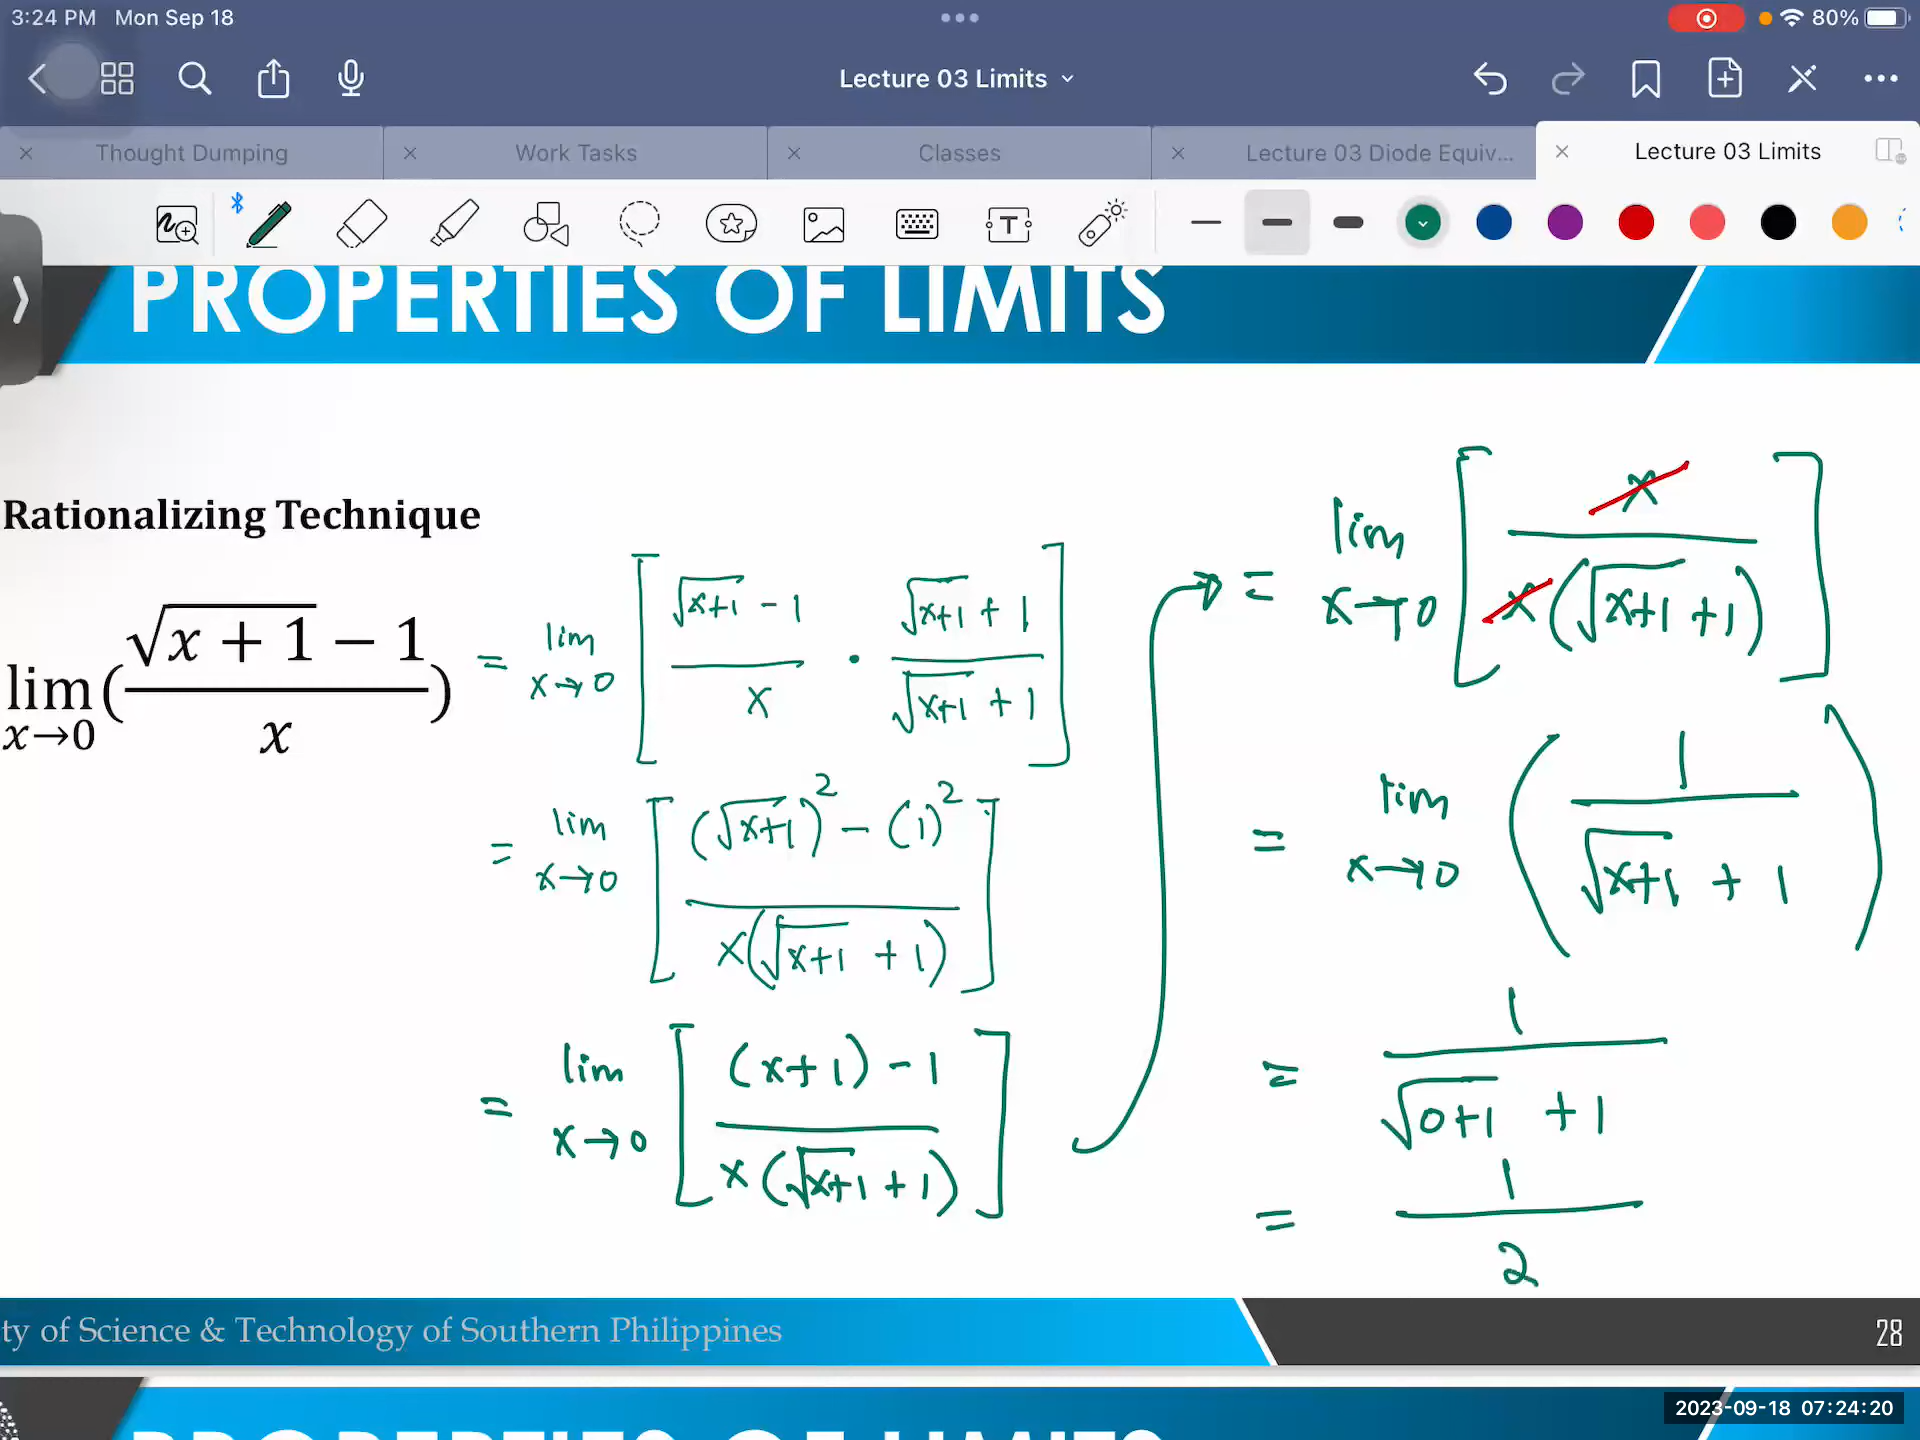 3:24 PM Mon Sep 18
80%
Lecture 03 Limits
Thought Dumping
Work Tasks
Classes
Lecture 03 Diode Equiv...
Lecture 03 Limits
T
PROPERTIES OF LIMITS
Rationalizing Technique
lim x→0 (√(x + 1) − 1 / x)
= lim x→0 [ (√(x+1) - 1) / x · (√(x+1) + 1) / (√(x+1) + 1) ]
= lim x→0 [ ((√(x+1))² - (1)²) / x(√(x+1) + 1) ]
= lim x→0 [ ((x+1) - 1) / x(√(x+1) + 1) ]
= lim x→0 [ x / x(√(x+1) + 1) ]
= lim x→0 ( 1 / (√(x+1) + 1) )
= 1 / (√(0+1) + 1)
= 1 / 2
ty of Science & Technology of Southern Philippines
28
PROPERTIES OF LIMITS
2023-09-18 07:24:20